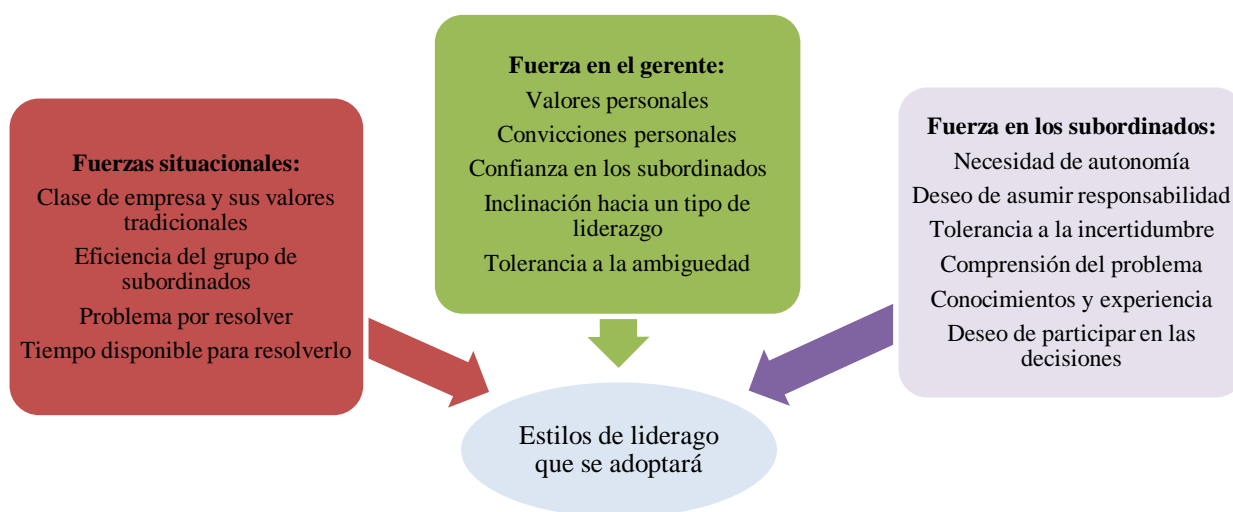 Fuerzas situacionales:
Clase de empresa y sus valores
tradicionales
Eficiencia del grupo de
subordinados
Problema por resolver
Tiempo disponible para resolverlo
Fuerza en el gerente:
Valores personales
Convicciones personales
Confianza en los subordinados
Inclinación hacia un tipo de
liderazgo
Tolerancia a la ambiguedad
Fuerza en los subordinados:
Necesidad de autonomía
Deseo de asumir responsabilidad
Tolerancia a la incertidumbre
Comprensión del problema
Conocimientos y experiencia
Deseo de participar en las
decisiones
Estilos de liderago
que se adoptará